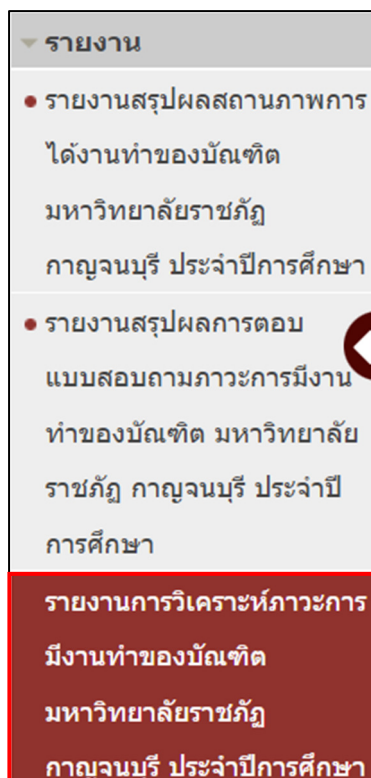 รายงาน
รายงานสรุปผลสถานภาพการ
ได้งานทำของบัณฑิต
มหาวิทยาลัยราชภัฏ
กาญจนบุรี ประจำปีการศึกษา
รายงานสรุปผลการตอบ
แบบสอบถามภาวะการมีงาน
ทำของบัณฑิต มหาวิทยาลัย
ราชภัฏ กาญจนบุรี ประจำปี
การศึกษา
รายงานการวิเคราะห์ภาวะการ
มีงานทำของบัณฑิต
มหาวิทยาลัยราชภัฏ
กาญจนบุรี ประจำปีการศึกษา